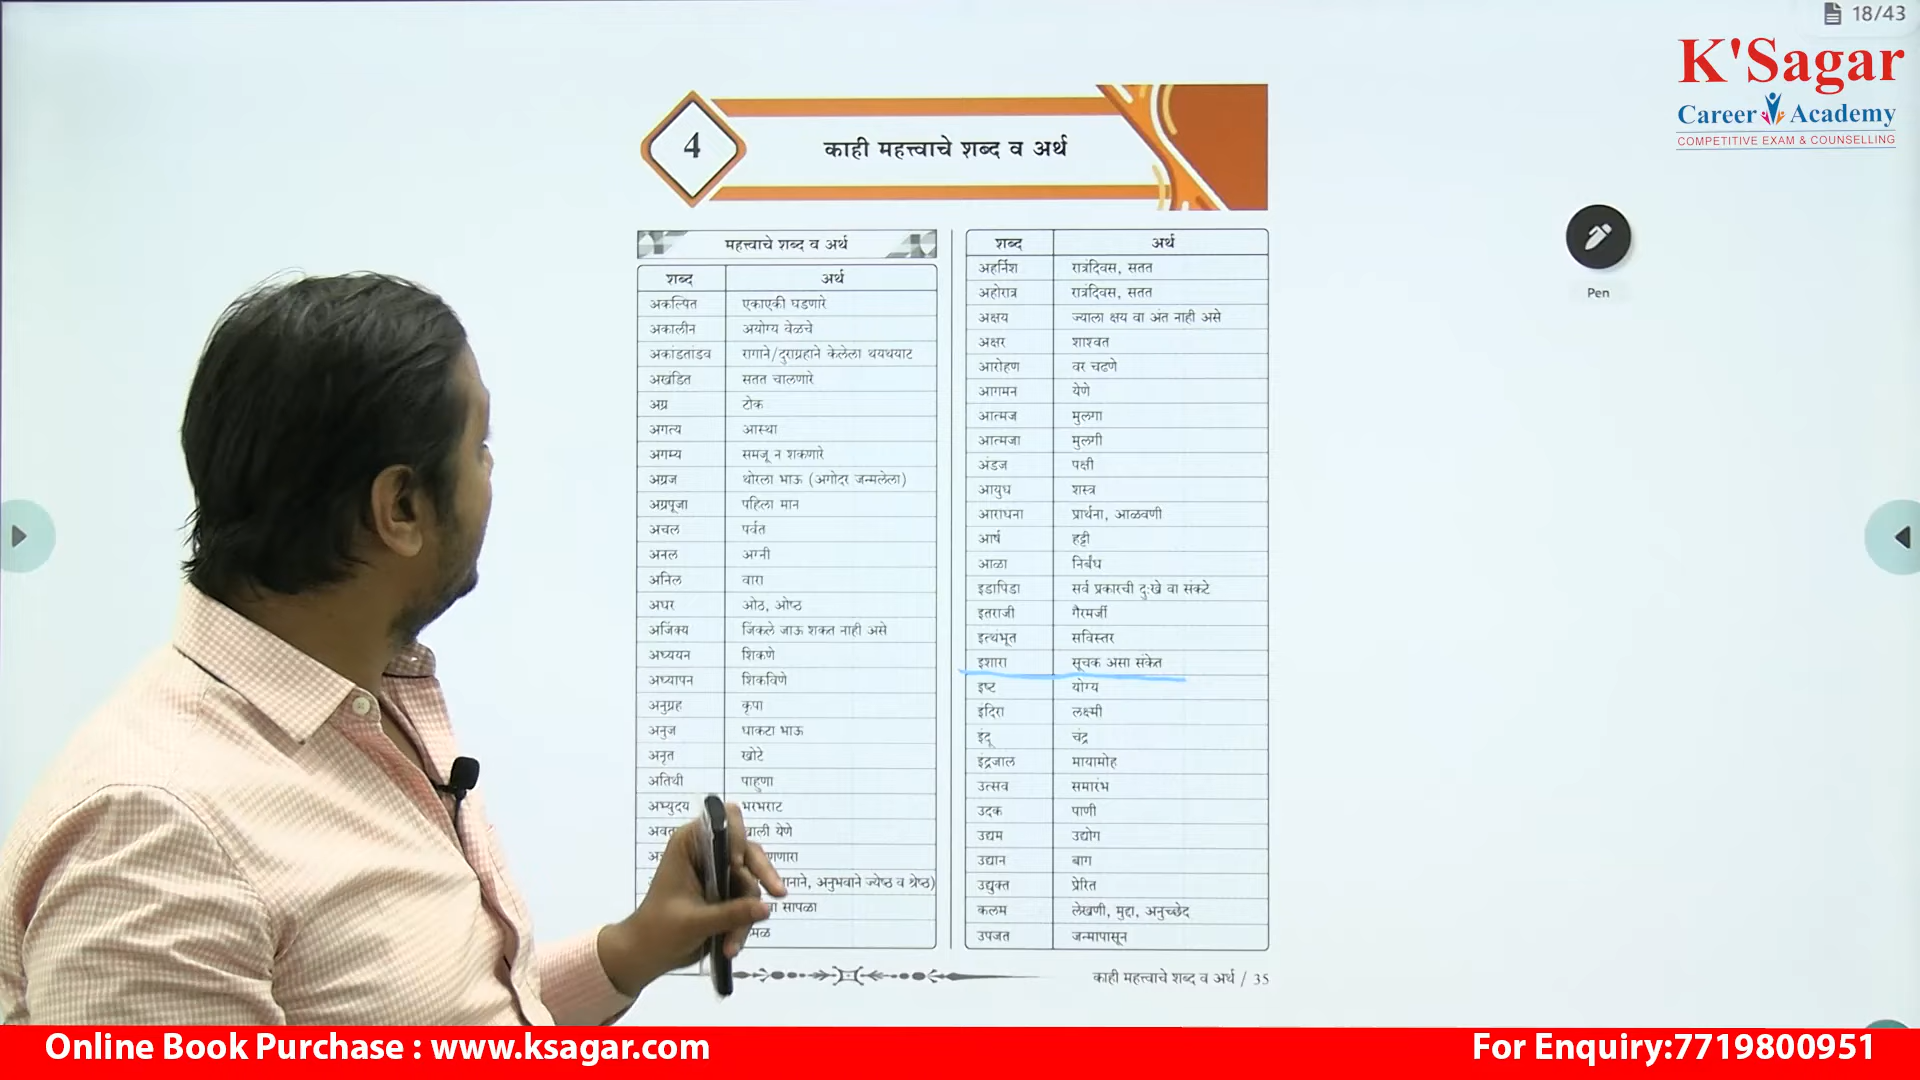 18/43
K'Sagar
Career Academy
COMPETITIVE EXAM & COUNSELLING
4
काही महत्त्वाचे शब्द व अर्थ
Pen
महत्त्वाचे शब्द व अर्थ
शब्द अर्थ
अकल्पित एकाएकी घडणारे
अकालीन अयोग्य वेळचे
अकांडतांडव रागाने/दुराग्रहाने केलेला थयथयाट
अखंडित सतत चालणारे
अग्र टोक
अगत्य आस्था
अगम्य समजू न शकणारे
अग्रज थोरला भाऊ (अगोदर जन्मलेला)
अग्रपूजा पहिला मान
अचल पर्वत
अनल अग्नी
अनिल वारा
अधर ओठ, ओष्ठ
अजिंक्य जिंकले जाऊ शकत नाही असे
अध्ययन शिकणे
अध्यापन शिकविणे
अनुग्रह कृपा
अनुज धाकटा भाऊ
अनृत खोटे
अतिथी पाहुणा
अभ्युदय भरभराट
येणे
अनुभवाने ज्येष्ठ व श्रेष्ठ)
सापळा
शब्द अर्थ
अहर्निश रात्रंदिवस, सतत
अहोरात्र रात्रंदिवस, सतत
अक्षय ज्याला क्षय वा अंत नाही असे
अक्षर शाश्वत
आरोहण वर चढणे
आगमन येणे
आत्मज मुलगा
आत्मजा मुलगी
अंडज पक्षी
आयुध शस्त्र
आराधना प्रार्थना, आळवणी
आर्ष हट्टी
आळा निर्बंध
इडापिडा सर्व प्रकारची दुःखे वा संकटे
इतराजी गैरमर्जी
इत्थंभूत सविस्तर
इशारा सूचक असा संकेत
इष्ट योग्य
इंदिरा लक्ष्मी
इंदू चंद्र
इंद्रजाल मायामोह
उत्सव समारंभ
उदक पाणी
उद्यम उद्योग
उद्यान बाग
उद्युक्त प्रेरित
कलम लेखणी, मुद्दा, अनुच्छेद
उपजत जन्मापासून
काही महत्त्वाचे शब्द व अर्थ / 35
Online Book Purchase : www.ksagar.com
For Enquiry:7719800951